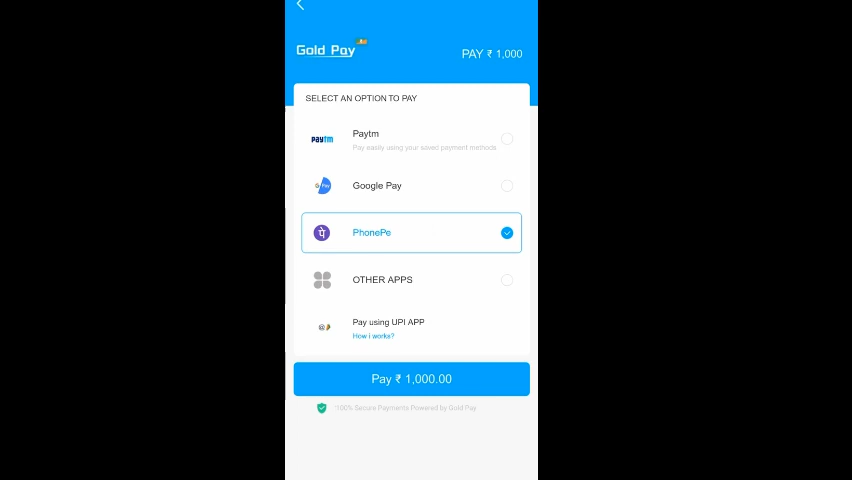 Gold Pay
PAY ₹ 1,000
SELECT AN OPTION TO PAY
paytm
Paytm
Pay easily using your saved payment methods
G Pay
Google Pay
पे
PhonePe
OTHER APPS
Pay using UPI APP
How i works?
Pay ₹ 1,000.00
100% Secure Payments Powered by Gold Pay